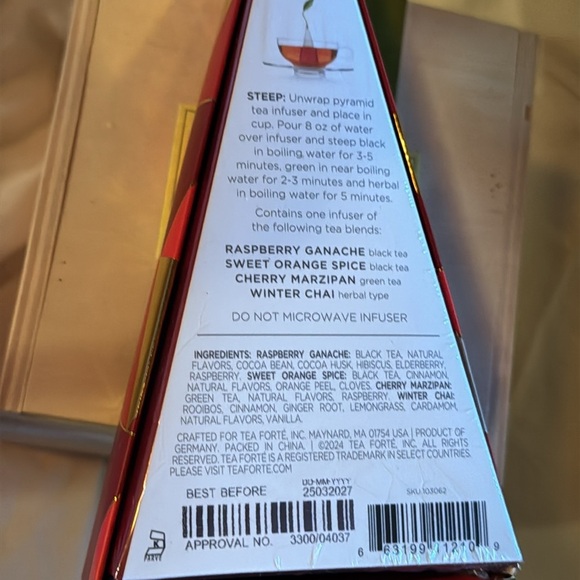 STEEP: Unwrap pyramid
tea infuser and place in
cup. Pour 8 oz of water
over infuser and steep black
in boiling water for 3-5
minutes, green in near boiling
water for 2-3 minutes and herbal
in boiling water for 5 minutes.
Contains one infuser of
the following tea blends:
RASPBERRY GANACHE black tea
SWEET ORANGE SPICE black tea
CHERRY MARZIPAN green tea
WINTER CHAI herbal type
DO NOT MICROWAVE INFUSER
INGREDIENTS: RASPBERRY GANACHE: BLACK TEA, NATURAL
FLAVORS, COCOA BEAN, COCOA HUSK, HIBISCUS, ELDERBERRY,
RASPBERRY. SWEET ORANGE SPICE: BLACK TEA, CINNAMON,
NATURAL FLAVORS, ORANGE PEEL, CLOVES. CHERRY MARZIPAN:
GREEN TEA, NATURAL FLAVORS, RASPBERRY. WINTER CHAI:
ROOIBOS, CINNAMON, GINGER ROOT, LEMONGRASS, CARDAMOM,
NATURAL FLAVORS, VANILLA.
CRAFTED FOR TEA FORTÉ, INC. MAYNARD, MA 01754 USA | PRODUCT OF
GERMANY. PACKED IN CHINA. | ©2024 TEA FORTÉ, INC. ALL RIGHTS
RESERVED. TEA FORTÉ IS A REGISTERED TRADEMARK IN SELECT COUNTRIES.
PLEASE VISIT TEAFORTE.COM
DD-MM-YYYY
BEST BEFORE 25032027
SKU 103062
APPROVAL NO. 3300/04037
K
PARVE
6 63199 1210 9